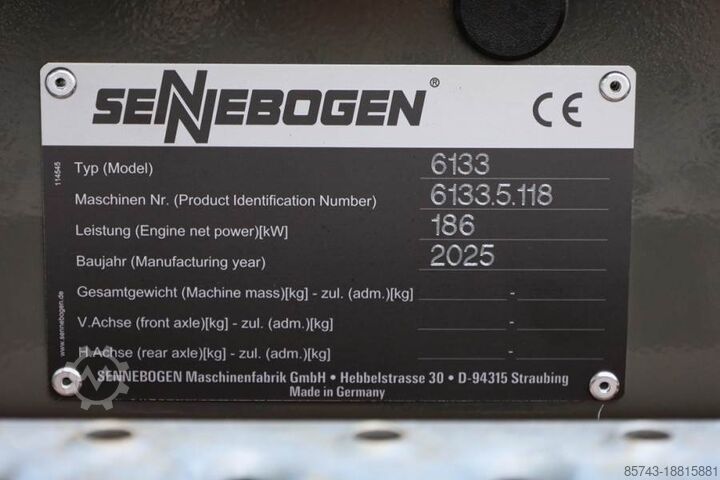 SENNEBOGEN®
CE
Typ (Model) 6133
Maschinen Nr. (Product Identification Number) 6133.5.118
Leistung (Engine net power)[kW] 186
Baujahr (Manufacturing year) 2025
Gesamtgewicht (Machine mass)[kg] - zul. (adm.)[kg] -
V.Achse (front axle)[kg] - zul. (adm.)[kg] -
H.Achse (rear axle)[kg] - zul. (adm.)[kg] -
SENNEBOGEN Maschinenfabrik GmbH • Hebbelstrasse 30 • D-94315 Straubing
Made in Germany
114545
www.sennebogen.de
85743-18815881